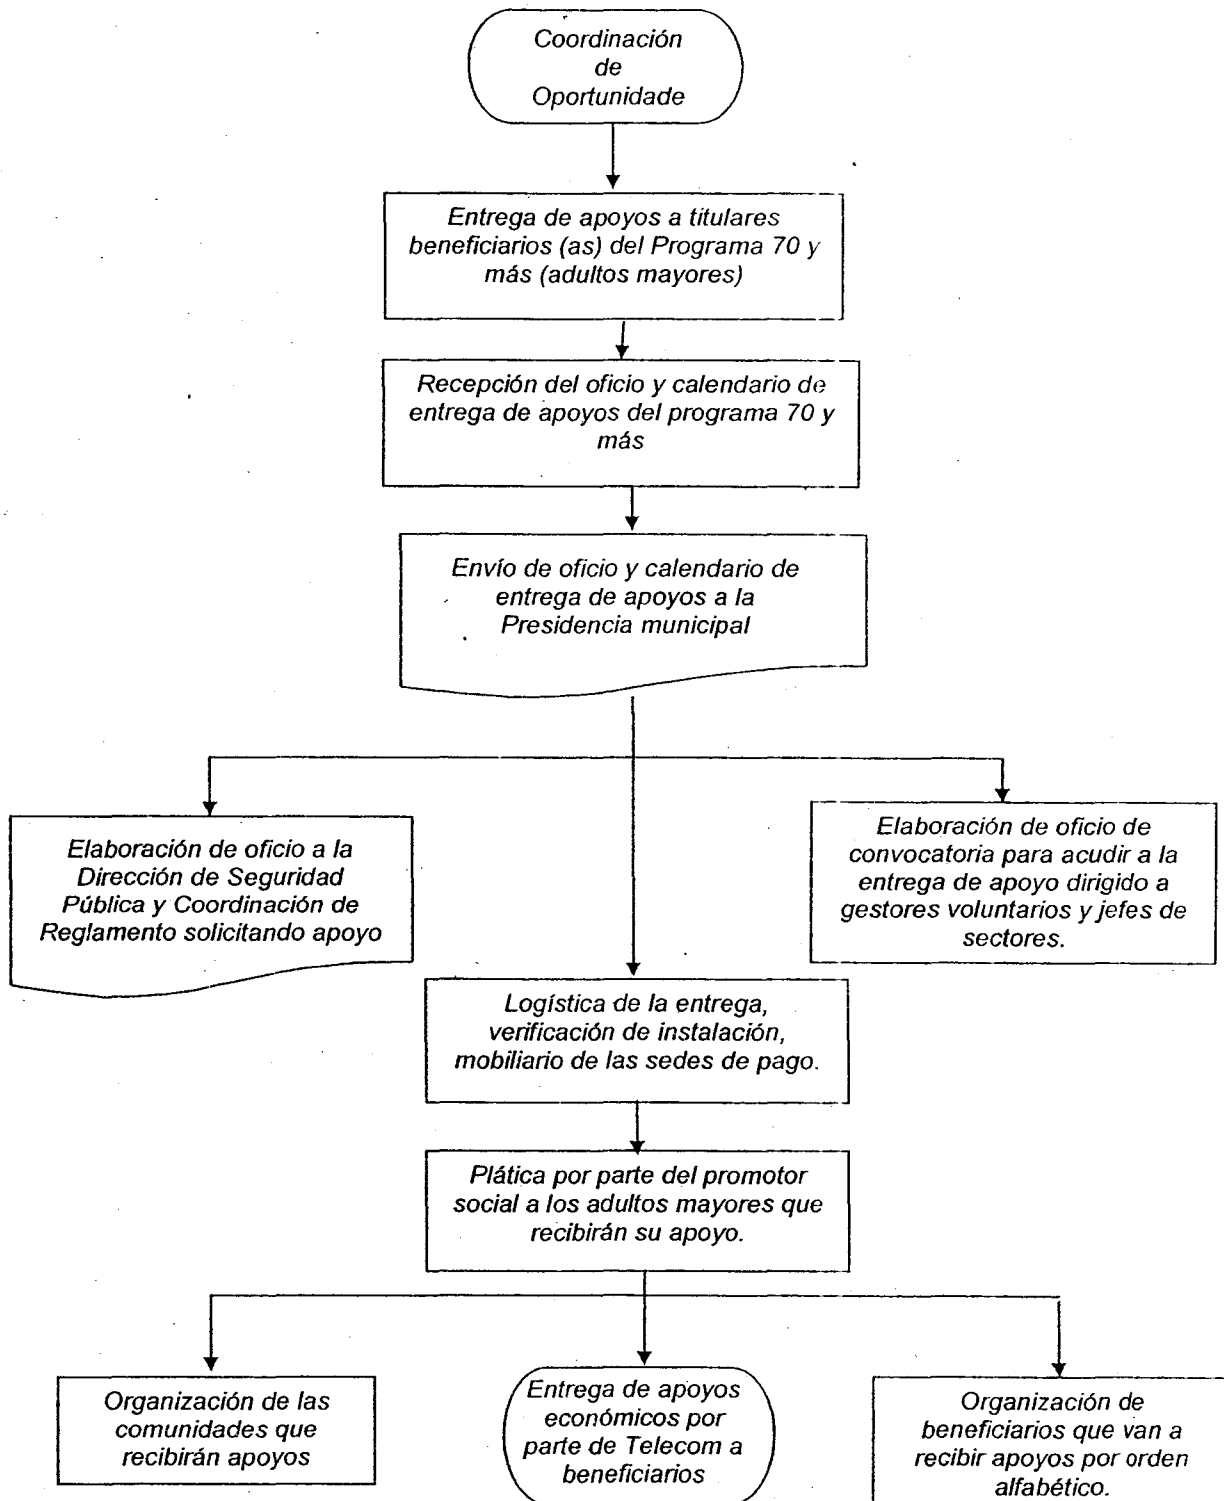 Coordinación
de
Oportunidade
Entrega de apoyos a titulares
beneficiarios (as) del Programa 70 y
más (adultos mayores)
Recepción del oficio y calendario de
entrega de apoyos del programa 70 y
más
Envío de oficio y calendario de
entrega de apoyos a la
Presidencia municipal
Elaboración de oficio a la
Dirección de Seguridad
Pública y Coordinación de
Reglamento solicitando apoyo
Elaboración de oficio de
convocatoria para acudir a la
entrega de apoyo dirigido a
gestores voluntarios y jefes de
sectores.
Logística de la entrega,
verificación de instalación,
mobiliario de las sedes de pago.
Plática por parte del promotor
social a los adultos mayores que
recibirán su apoyo.
Organización de las
comunidades que
recibirán apoyos
Entrega de apoyos
económicos por
parte de Telecom a
beneficiarios
Organización de
beneficiarios que van a
recibir apoyos por orden
alfabético.